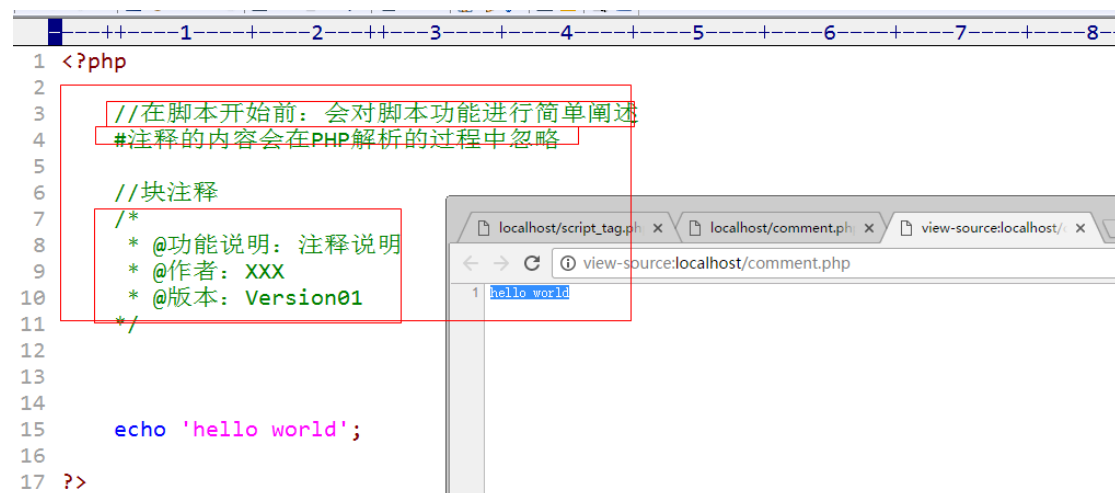 ----++----1----+----2---++---3----+----4----+----5----+----6----+----7----+----8-
1 <?php
2
3 //在脚本开始前：会对脚本功能进行简单阐述
4 #注释的内容会在PHP解析的过程中忽略
5
6 //块注释
7 /*
8 * @功能说明：注释说明
9 * @作者：XXX
10 * @版本：Version01
11 */
12
13
14
15 echo 'hello world';
16
17 ?>
localhost/script_tag.ph × localhost/comment.ph × view-source:localhost/ ×
view-source:localhost/comment.php
1 hello world